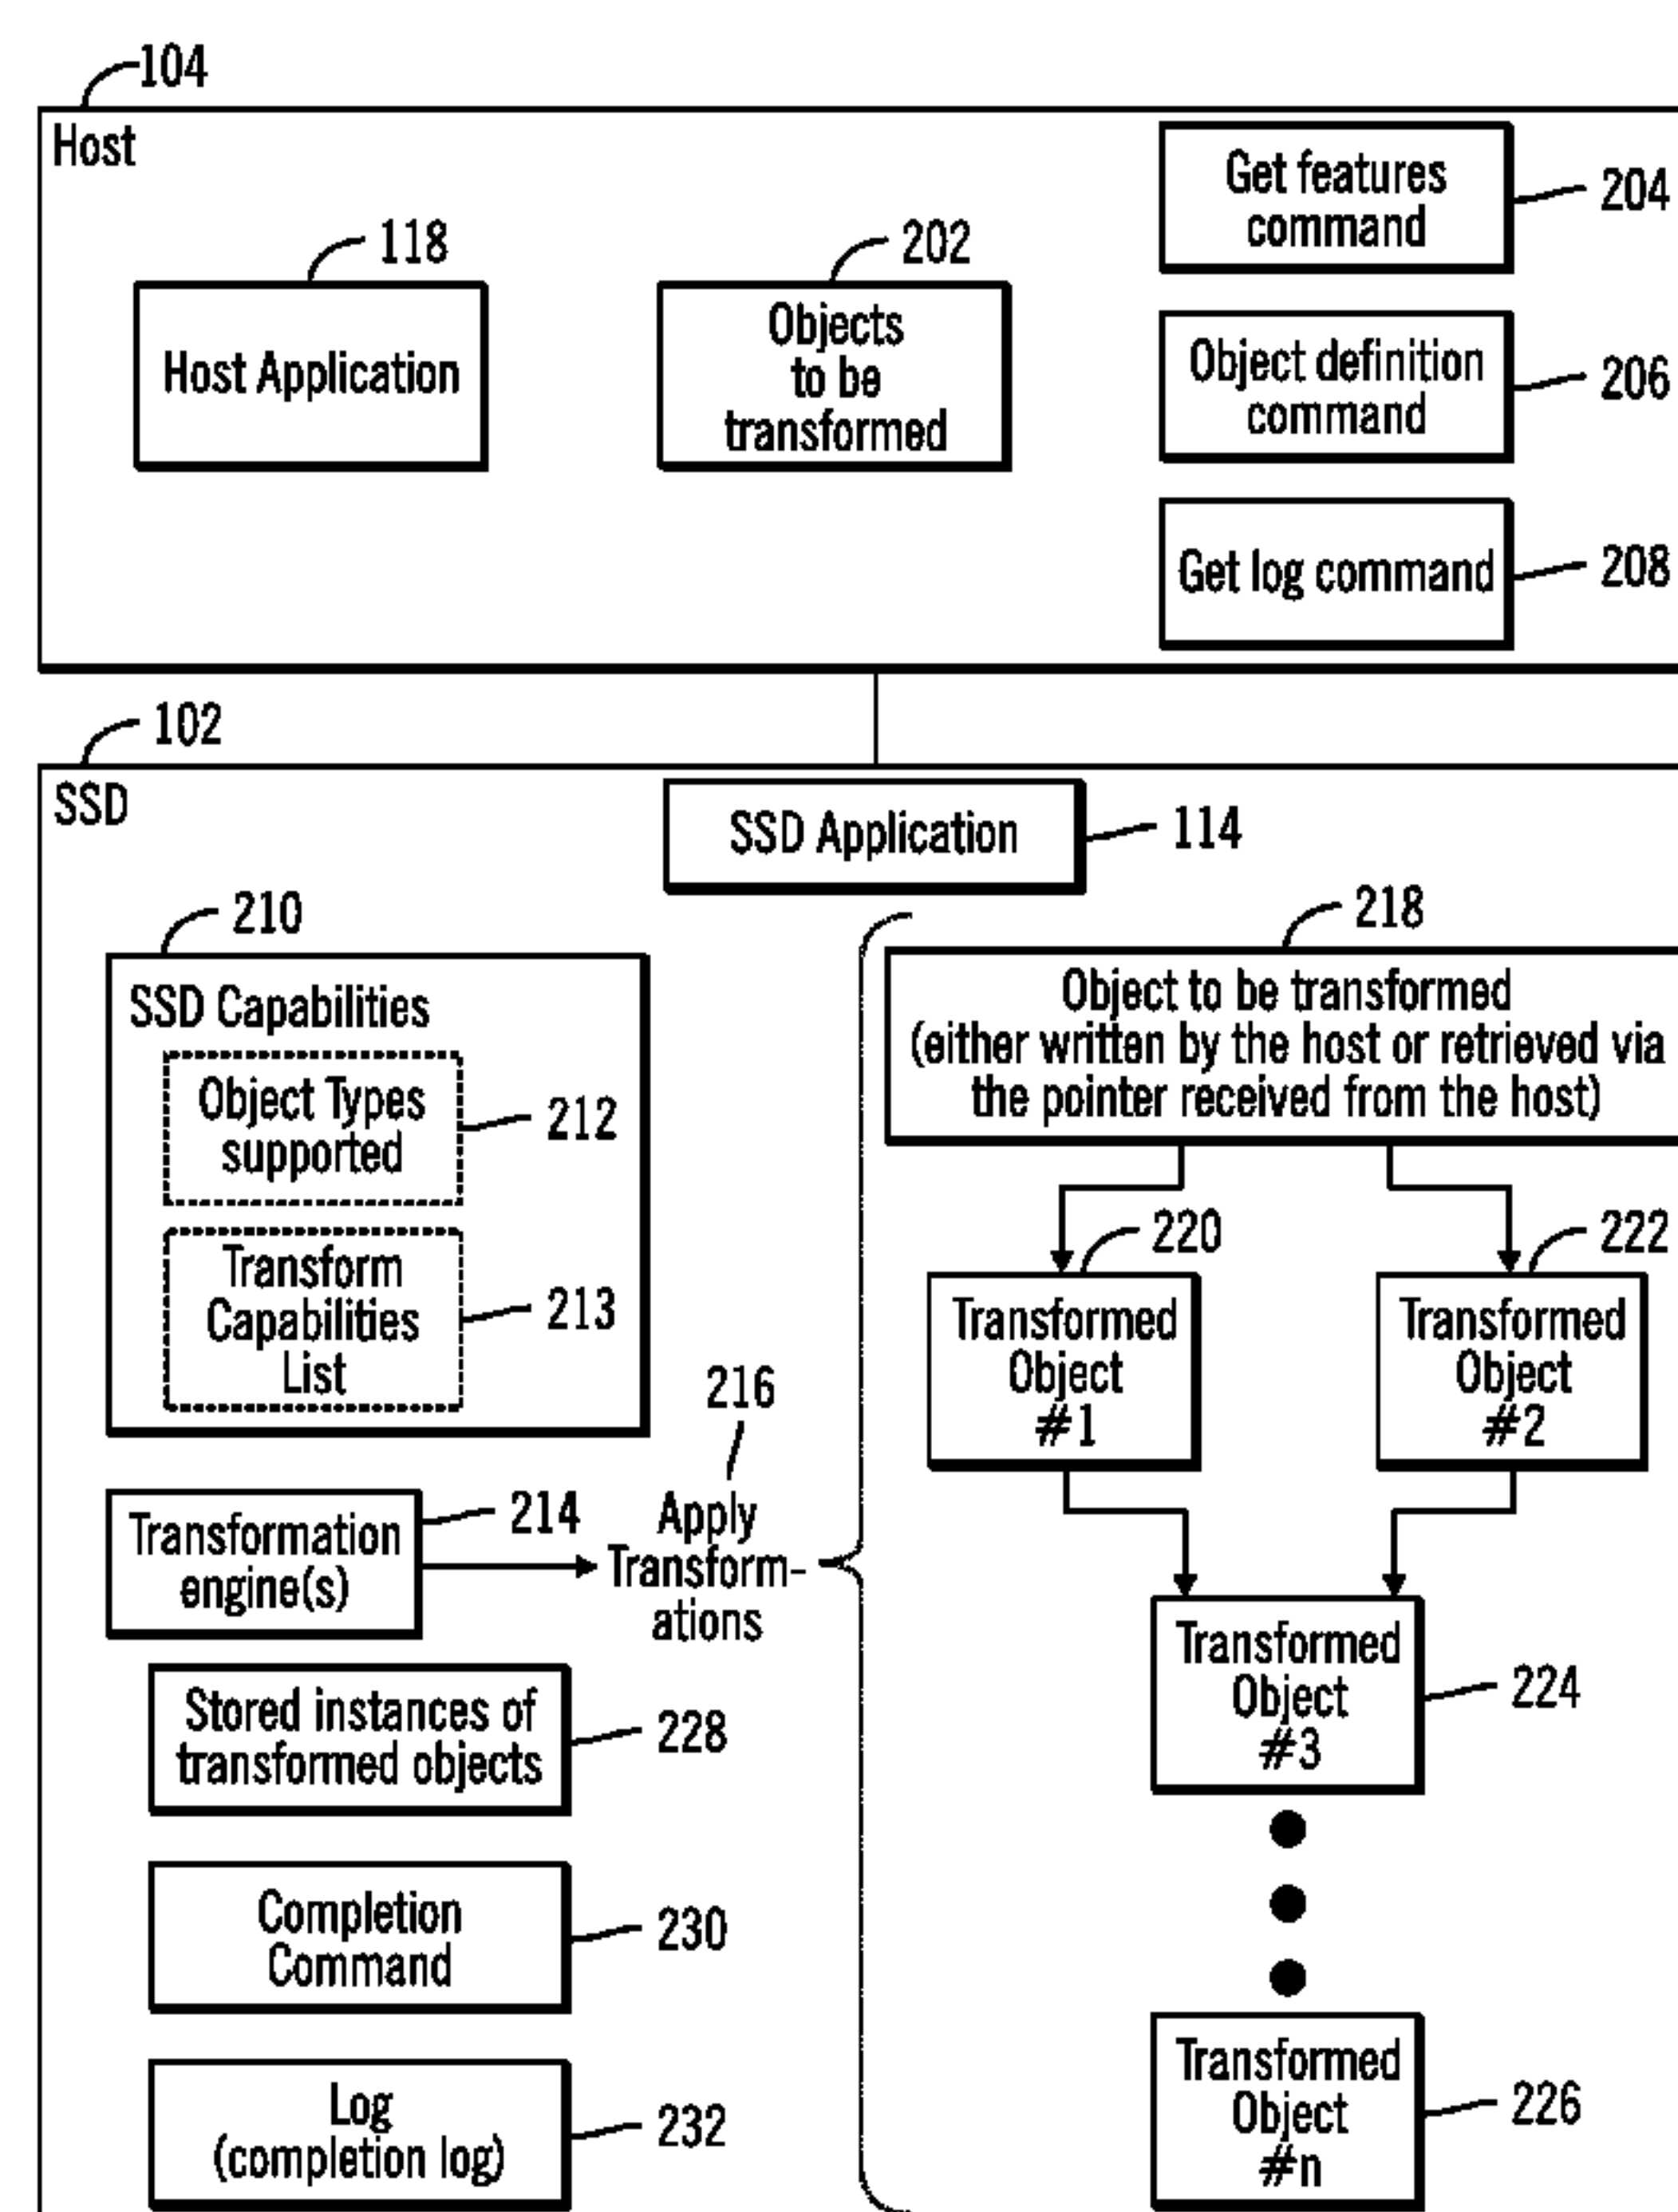 104
Host
Get features
command
204
118
Host Application
202
Objects
to be
transformed
Object definition
command
206
Get log command
208
102
SSD
SSD Application
114
210
SSD Capabilities
Object Types
supported
212
Transform
Capabilities
List
213
218
Object to be transformed
(either written by the host or retrieved via
the pointer received from the host)
220
Transformed
Object
#1
222
Transformed
Object
#2
Transformation
engine(s)
214
216
Apply
Transform-
ations
Transformed
Object
#3
224
Stored instances of
transformed objects
228
Completion
Command
230
Log
(completion log)
232
Transformed
Object
#n
226